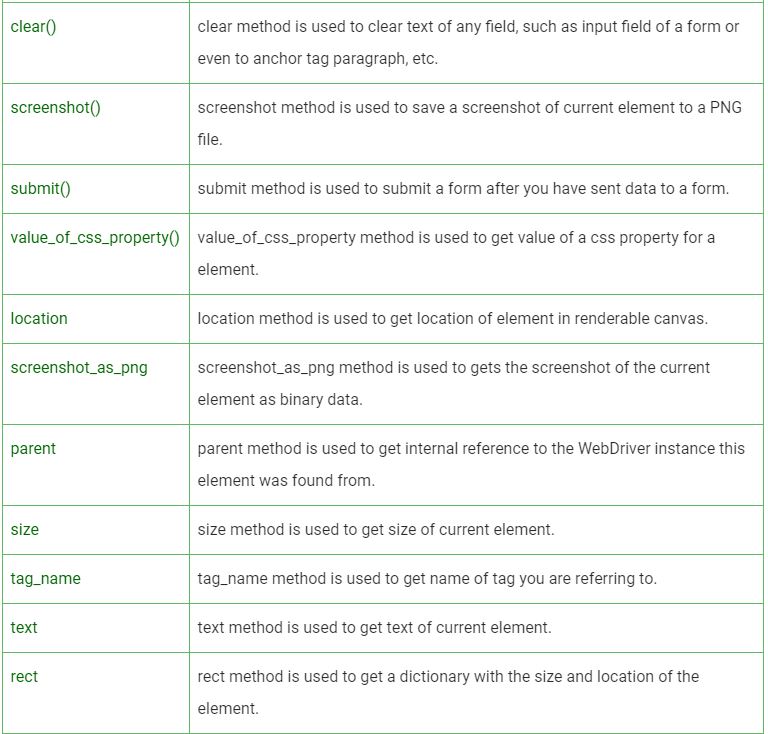 clear()
clear method is used to clear text of any field, such as input field of a form or
even to anchor tag paragraph, etc.
screenshot()
screenshot method is used to save a screenshot of current element to a PNG
file.
submit()
submit method is used to submit a form after you have sent data to a form.
value_of_css_property()
value_of_css_property method is used to get value of a css property for a
element.
location
location method is used to get location of element in renderable canvas.
screenshot_as_png
screenshot_as_png method is used to gets the screenshot of the current
element as binary data.
parent
parent method is used to get internal reference to the WebDriver instance this
element was found from.
size
size method is used to get size of current element.
tag_name
tag_name method is used to get name of tag you are referring to.
text
text method is used to get text of current element.
rect
rect method is used to get a dictionary with the size and location of the
element.